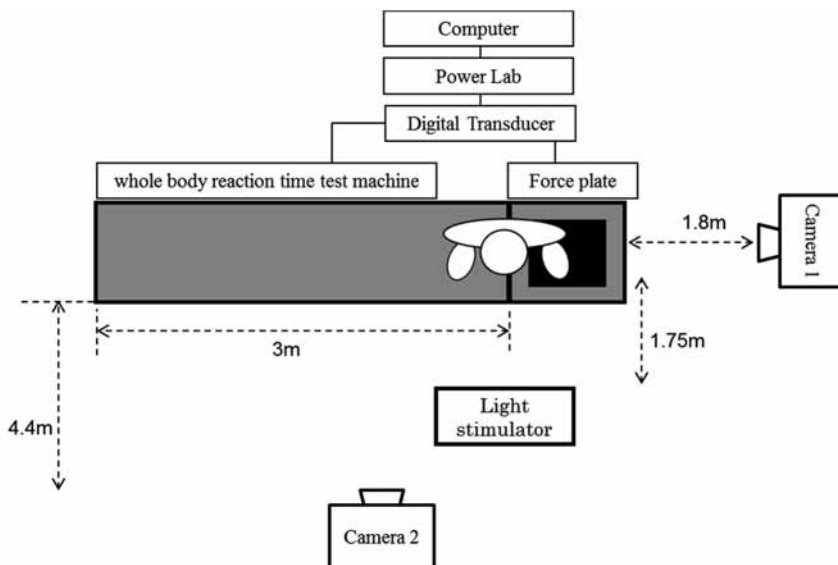 Computer
Power Lab
Digital Transducer
whole body reaction time test machine
Force plate
Camera 1
1.8m
1.75m
3m
Light
stimulator
4.4m
Camera 2